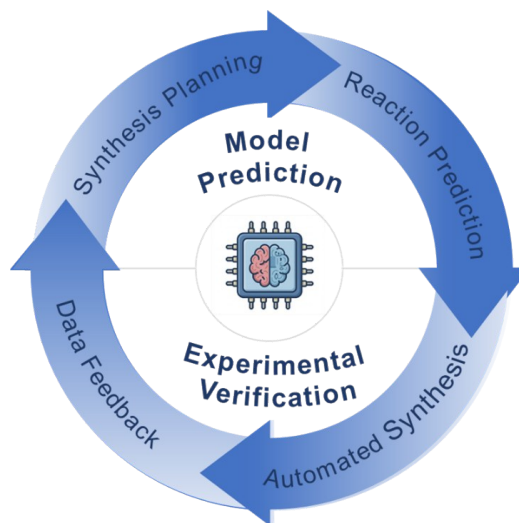 Synthesis Planning
Reaction Prediction
Model
Prediction
Experimental
Verification
Data Feedback
Automated Synthesis